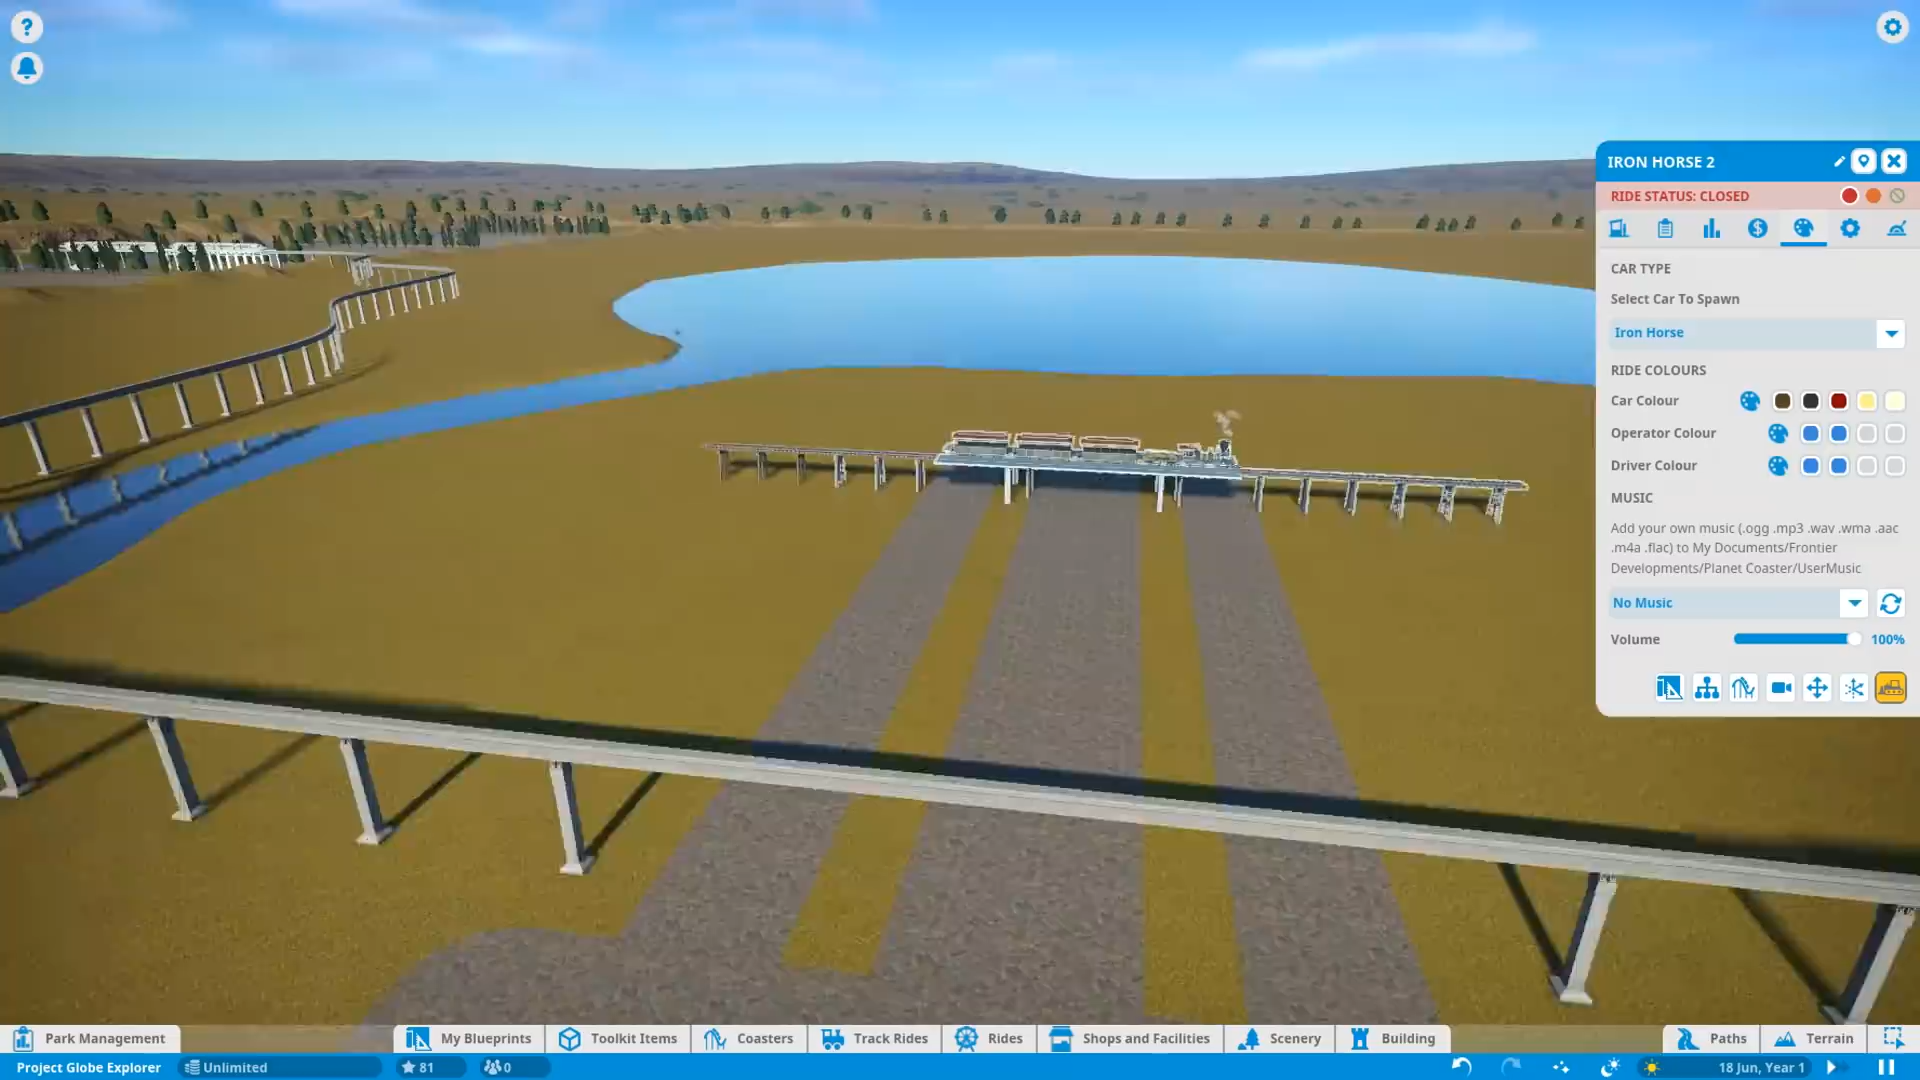 ?
IRON HORSE 2
RIDE STATUS: CLOSED
CAR TYPE
Select Car To Spawn
Iron Horse
RIDE COLOURS
Car Colour
Operator Colour
Driver Colour
MUSIC
Add your own music (.ogg .mp3 .wav .wma .aac
.m4a .flac) to My Documents/Frontier
Developments/Planet Coaster/UserMusic
No Music
Volume 100%
Park Management
My Blueprints
Toolkit Items
Coasters
Track Rides
Rides
Shops and Facilities
Scenery
Building
Paths
Terrain
Project Globe Explorer
Unlimited
81
0
18 Jun, Year 1